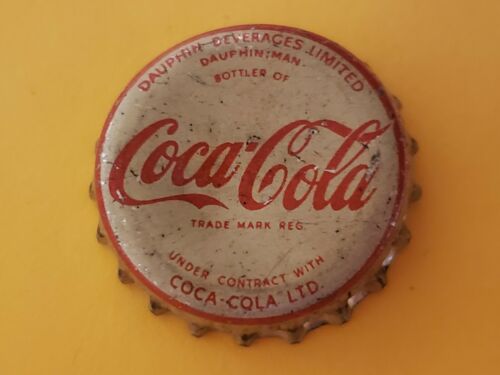 DAUPHIN BEVERAGES LIMITED
DAUPHIN, MAN.
BOTTLER OF
Coca-Cola
TRADE MARK REG.
UNDER CONTRACT WITH
COCA-COLA LTD.